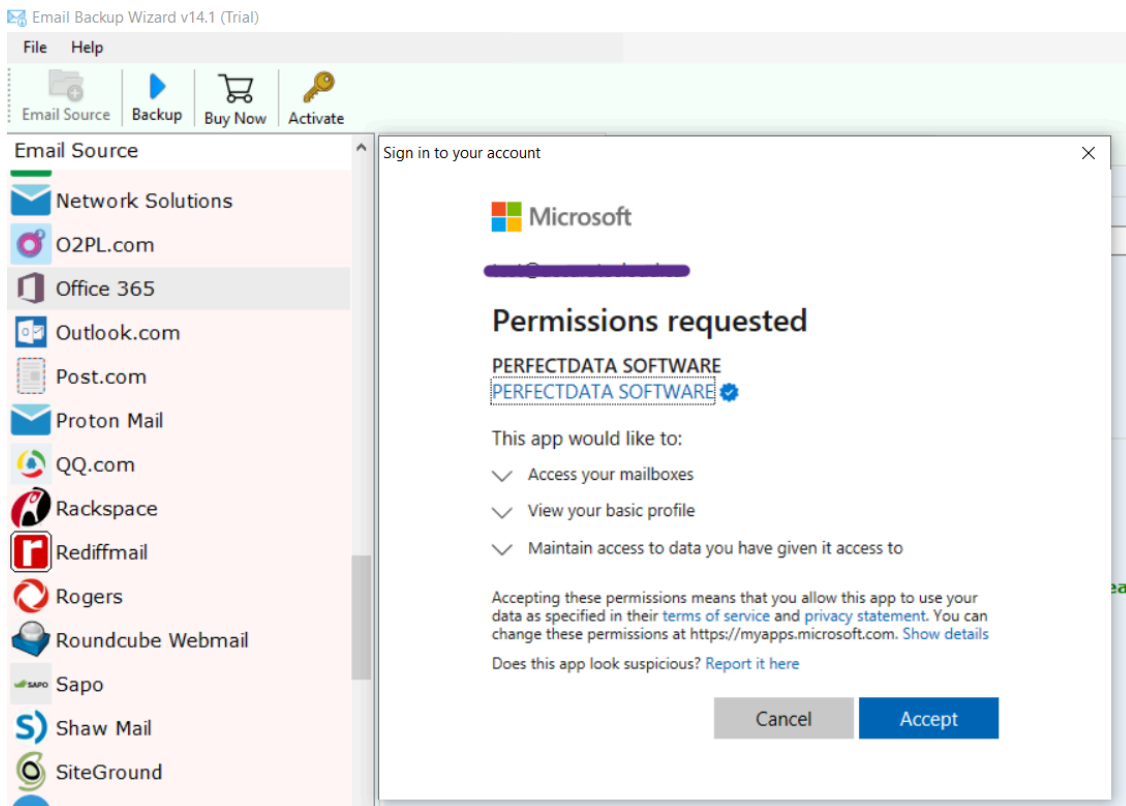 Email Backup Wizard v14.1 (Trial)
File Help
Email Source
Backup
Buy Now
Activate
Email Source
Network Solutions
O2PL.com
Office 365
Outlook.com
Post.com
Proton Mail
QQ.com
Rackspace
Rediffmail
Rogers
Roundcube Webmail
SAPO
Sapo
Shaw Mail
SiteGround
Sign in to your account
Microsoft
Permissions requested
PERFECTDATA SOFTWARE
PERFECTDATA SOFTWARE
This app would like to:
Access your mailboxes
View your basic profile
Maintain access to data you have given it access to
Accepting these permissions means that you allow this app to use your
data as specified in their terms of service and privacy statement. You can
change these permissions at https://myapps.microsoft.com. Show details
Does this app look suspicious? Report it here
Cancel
Accept